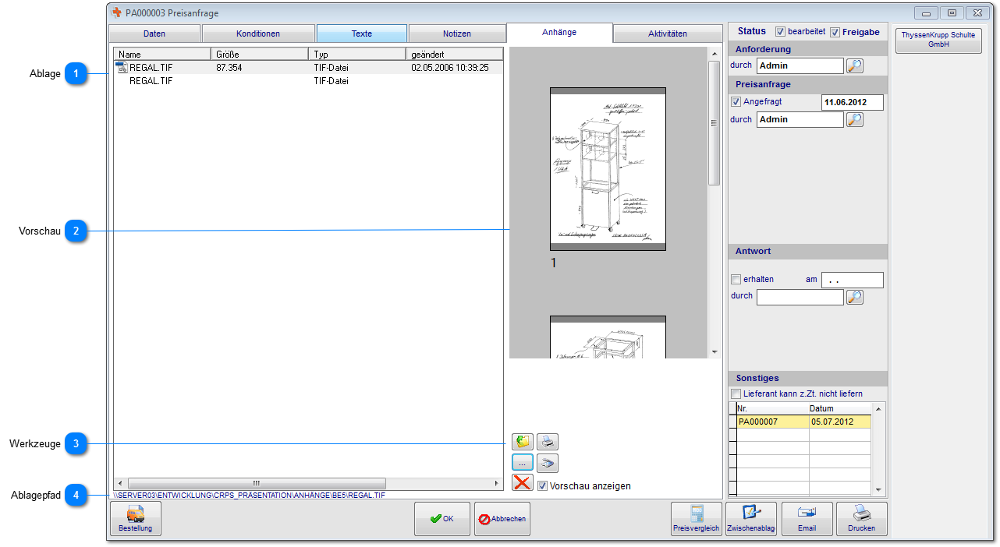 PA000003 Preisanfrage
Daten Konditionen Texte Notizen Anhänge Aktivitäten
Name Größe Typ geändert
REGAL.TIF 87.354 TIF-Datei 02.05.2006 10:39:25
REGAL.TIF TIF-Datei
Ablage 1
Vorschau 2
Werkzeuge 3
Ablagepfad 4
1
...
Vorschau anzeigen
\\SERVER03\ENTWICKLUNG\CRPS_PRÄSENTATION\ANHÄNGE\BE5\REGAL.TIF
Status bearbeitet Freigabe
Anforderung
durch Admin
Preisanfrage
Angefragt 11.06.2012
durch Admin
Antwort
erhalten am . .
durch
Sonstiges
Lieferant kann z.Zt. nicht liefern
Nr. Datum
PA000007 05.07.2012
ThyssenKrupp Schulte
GmbH
Bestellung OK Abbrechen Preisvergleich Zwischenablag Email Drucken